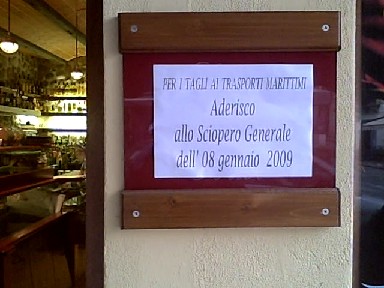 PER I TAGLI AI TRASPORTI MARITTIMI
Aderisco
allo Sciopero Generale
dell' 08 gennaio 2009